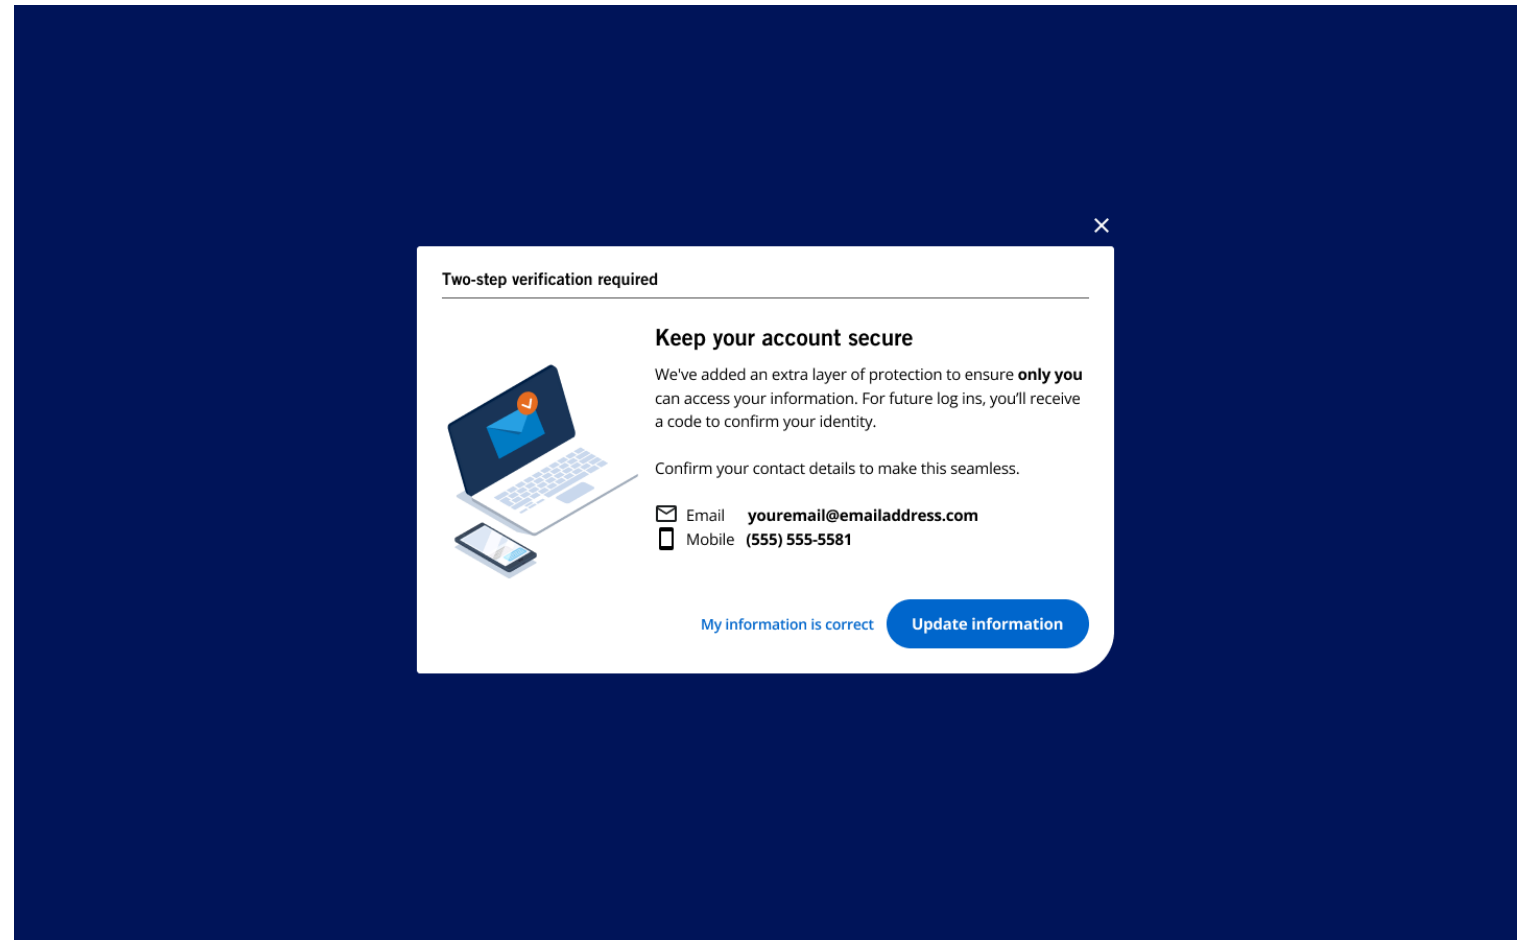 Two-step verification required
Keep your account secure
We've added an extra layer of protection to ensure only you
can access your information. For future log ins, you'll receive
a code to confirm your identity.
Confirm your contact details to make this seamless.
Email youremail@emailaddress.com
Mobile (555) 555-5581
My information is correct
Update information